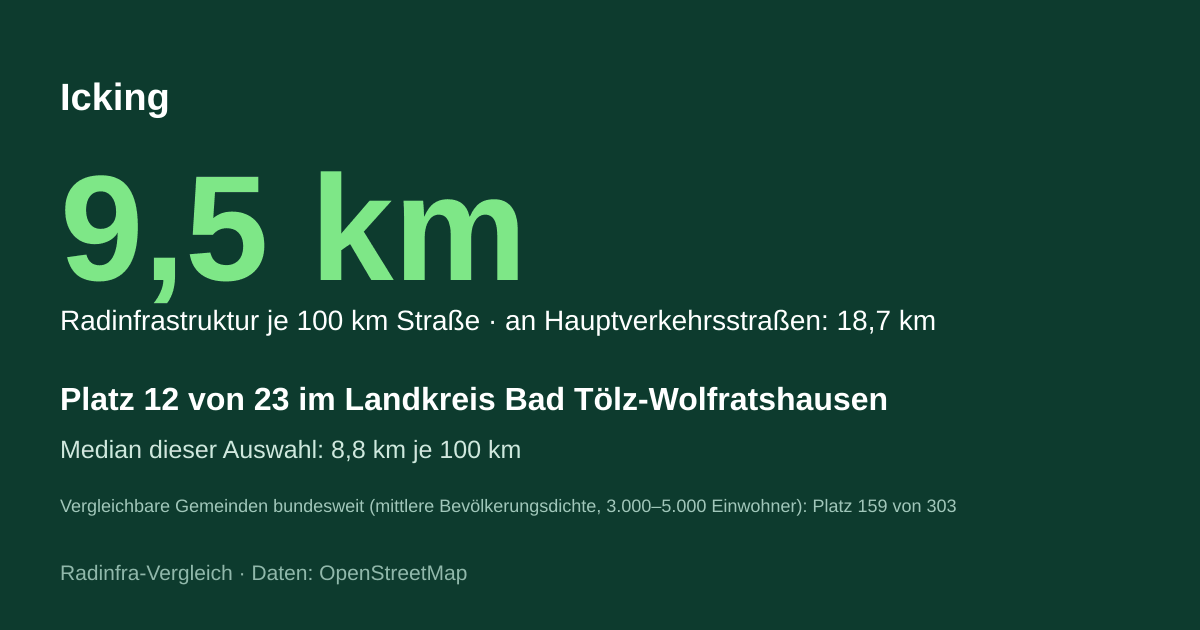 Icking
9,5 km
Radinfrastruktur je 100 km Straße · an Hauptverkehrsstraßen: 18,7 km
Platz 12 von 23 im Landkreis Bad Tölz-Wolfratshausen
Median dieser Auswahl: 8,8 km je 100 km
Vergleichbare Gemeinden bundesweit (mittlere Bevölkerungsdichte, 3.000–5.000 Einwohner): Platz 159 von 303
Radinfra-Vergleich · Daten: OpenStreetMap